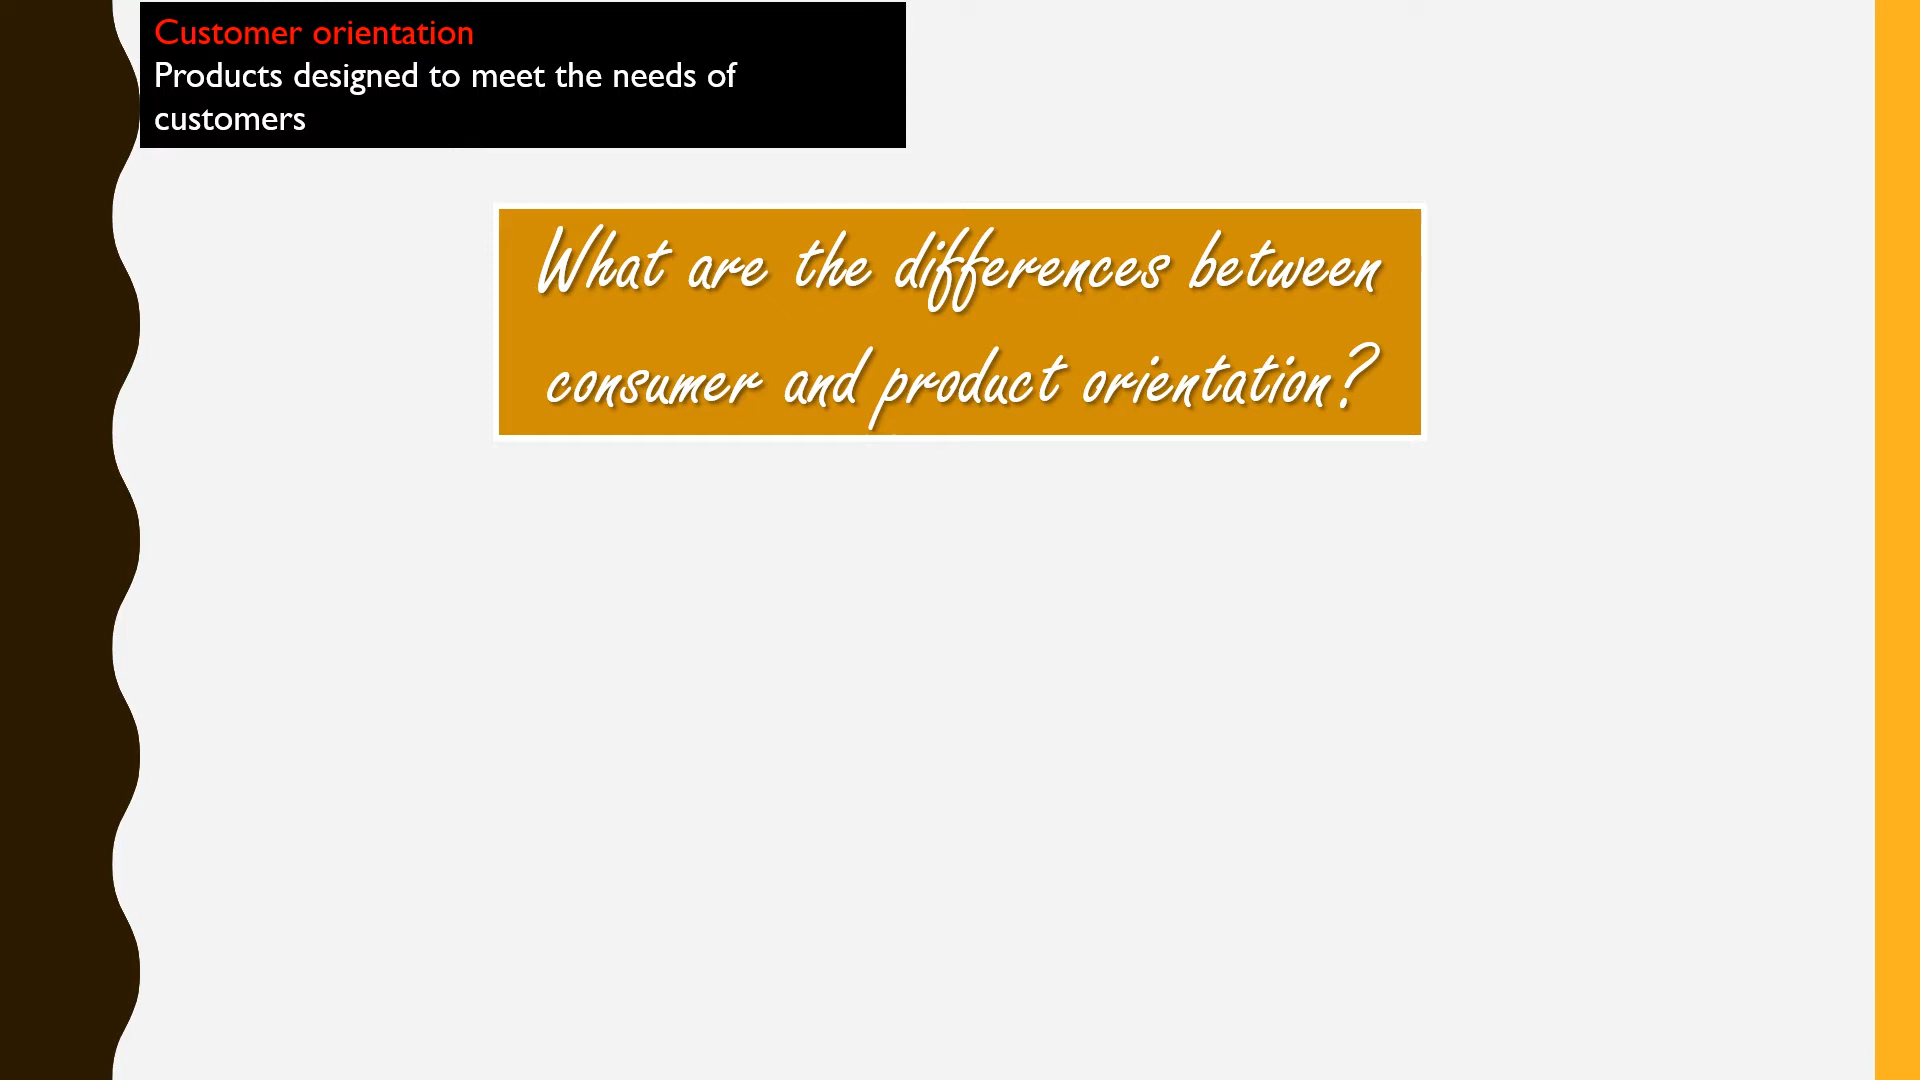 Customer orientation
Products designed to meet the needs of
customers
What are the differences between
consumer and product orientation?